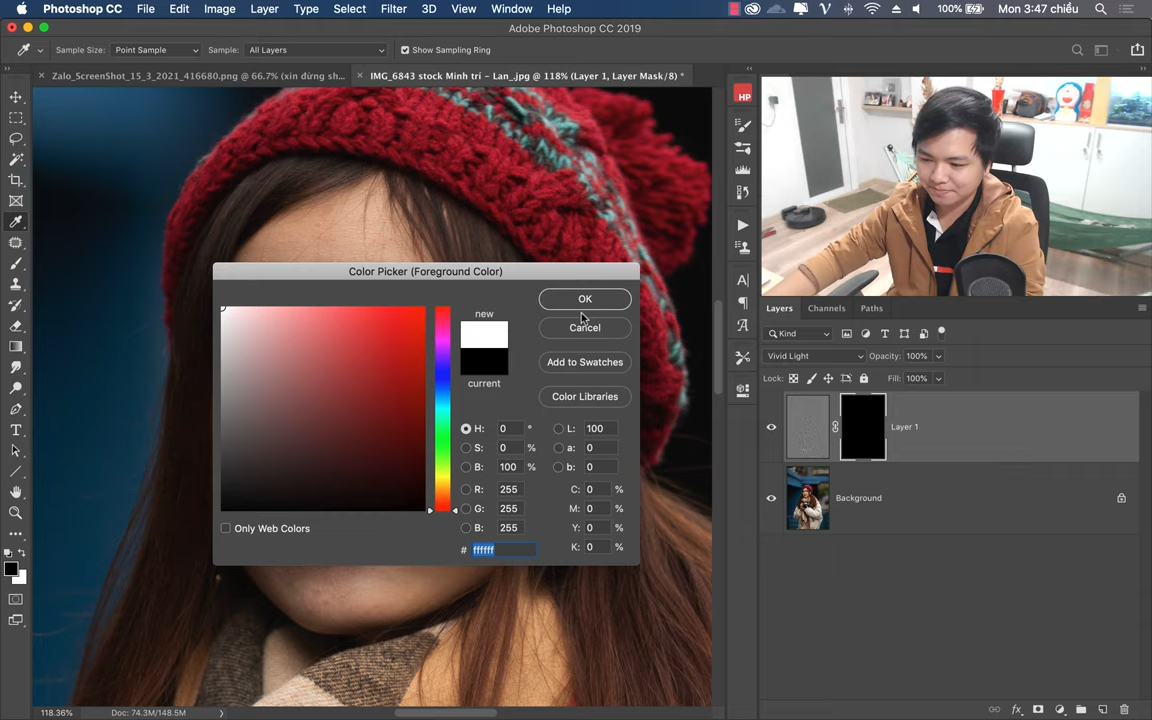 Photoshop CC File Edit Image Layer Type Select Filter 3D View Window Help 100% Mon 3:47 chiều
Adobe Photoshop CC 2019
Sample Size: Point Sample Sample: All Layers Show Sampling Ring
Zalo_ScreenShot_15_3_2021_416680.png @ 66.7% (xin đừng sh... IMG_6843 stock Minh trí - Lan_.jpg @ 118% (Layer 1, Layer Mask/8) *
HP
Color Picker (Foreground Color)
new
current
OK
Cancel
Add to Swatches
Color Libraries
H: 0 ° L: 100
S: 0 % a: 0
B: 100 % b: 0
R: 255 C: 0 %
G: 255 M: 0 %
B: 255 Y: 0 %
# ffffff K: 0 %
Only Web Colors
Layers Channels Paths
Kind
Vivid Light Opacity: 100%
Lock: Fill: 100%
Layer 1
Background
118.36% Doc: 74.3M/148.5M